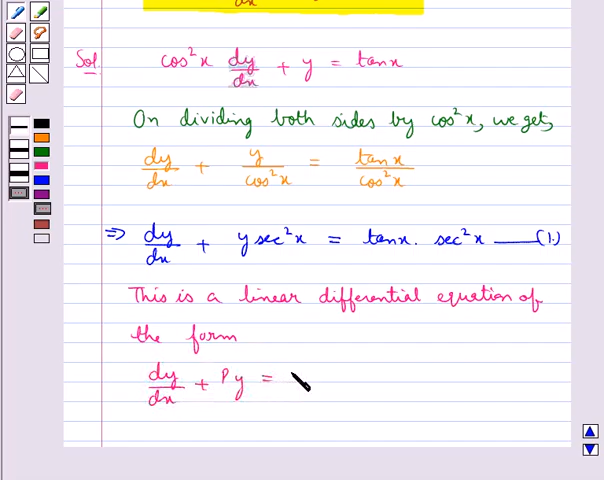 dx
Sol. cos²x dy/dx + y = tanx
On dividing both sides by cos²x, we get,
dy/dx + y/cos²x = tanx/cos²x
⇒ dy/dx + y sec²x = tanx . sec²x —— (1.)
This is a linear differential equation of
the form
dy/dx + Py =